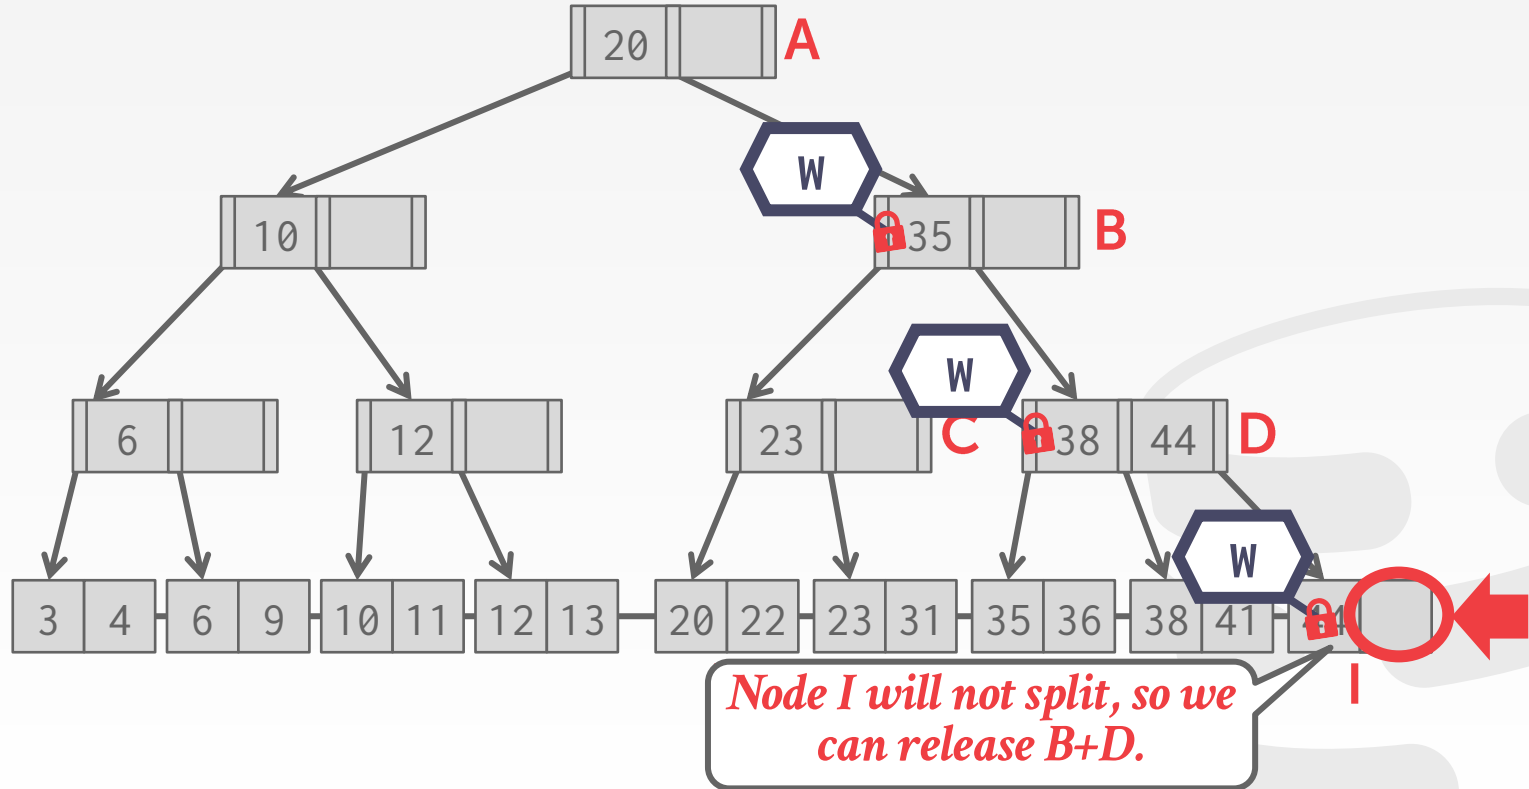 20 A
W
10
35 B
W
6
12
23 C
38 44 D
W
3 4 6 9 10 11 12 13 20 22 23 31 35 36 38 41 44
Node I will not split, so we
can release B+D.
I